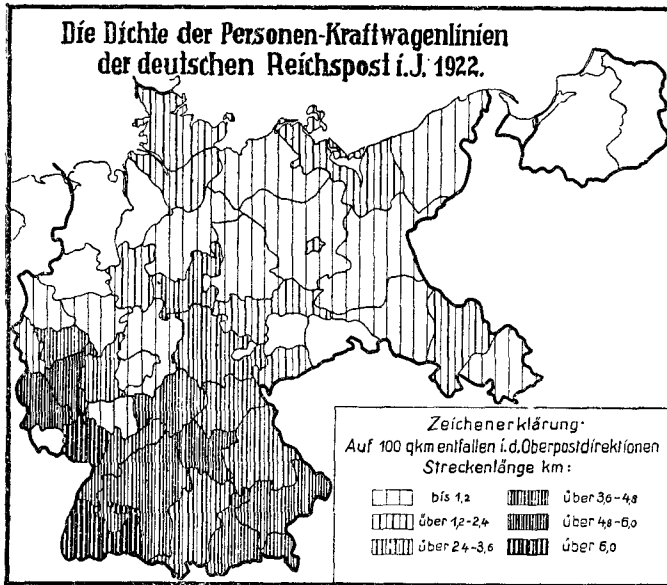 Die Dichte der Personen-Kraftwagenlinien
der deutschen Reichspost i.J. 1922.
Zeichenerklärung·
Auf 100 qkm entfallen i.d.Oberpostdirektionen
Streckenlänge km:
bis 1,2
über 1,2-2,4
über 2,4-3,6
über 3,6-4,8
über 4,8-6,0
über 6,0